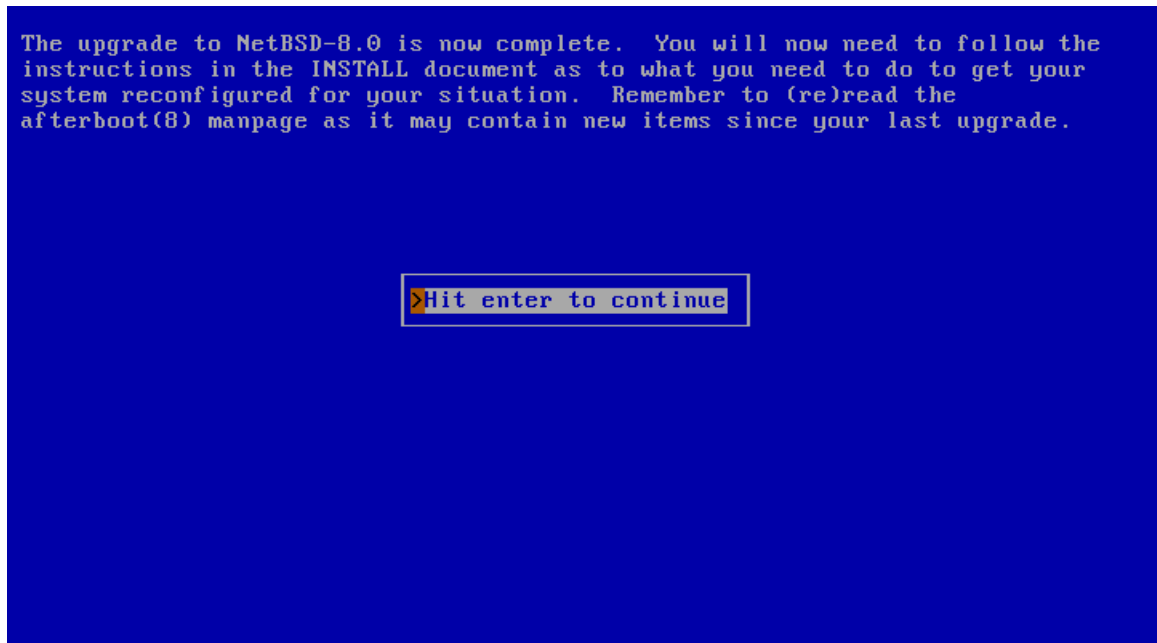 The upgrade to NetBSD-8.0 is now complete.  You will now need to follow the
instructions in the INSTALL document as to what you need to do to get your
system reconfigured for your situation.  Remember to (re)read the
afterboot(8) manpage as it may contain new items since your last upgrade.
>Hit enter to continue